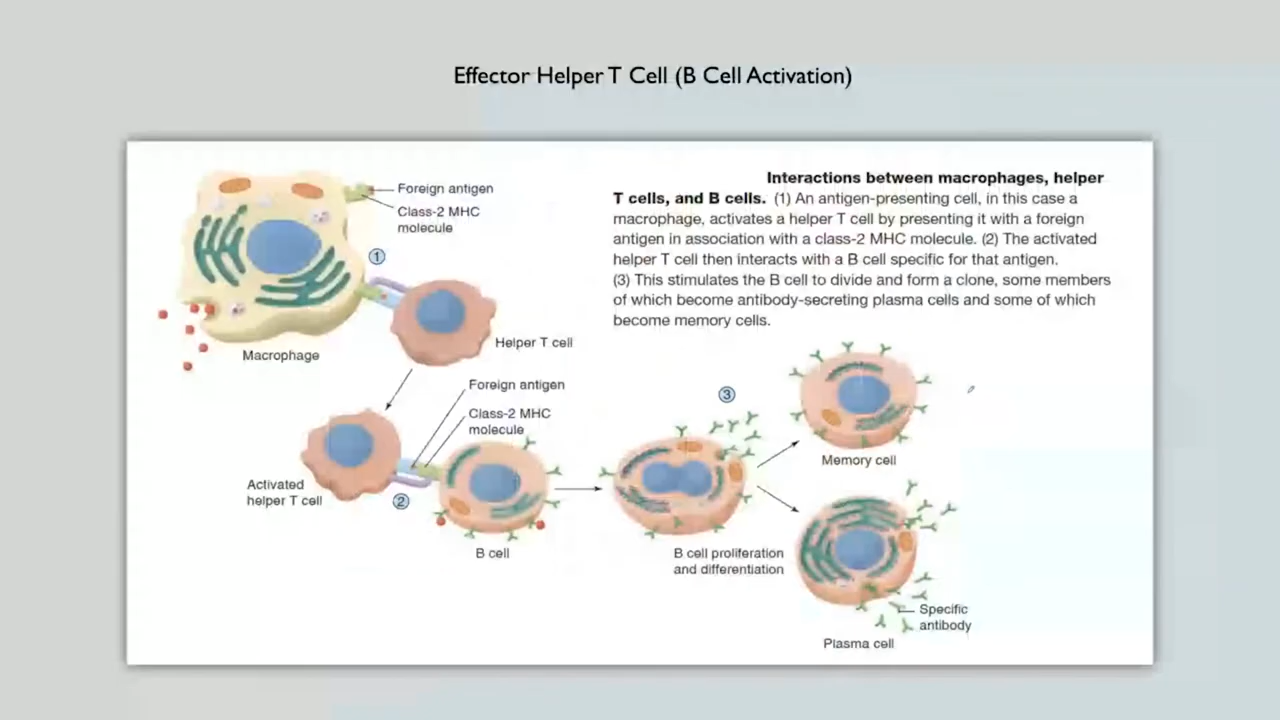 Effector Helper T Cell (B Cell Activation)
Interactions between macrophages, helper
T cells, and B cells. (1) An antigen-presenting cell, in this case a
macrophage, activates a helper T cell by presenting it with a foreign
antigen in association with a class-2 MHC molecule. (2) The activated
helper T cell then interacts with a B cell specific for that antigen.
(3) This stimulates the B cell to divide and form a clone, some members
of which become antibody-secreting plasma cells and some of which
become memory cells.
Foreign antigen
Class-2 MHC
molecule
1
Helper T cell
Macrophage
Foreign antigen
Class-2 MHC
molecule
Activated
helper T cell
2
B cell
3
B cell proliferation
and differentiation
Memory cell
Specific
antibody
Plasma cell